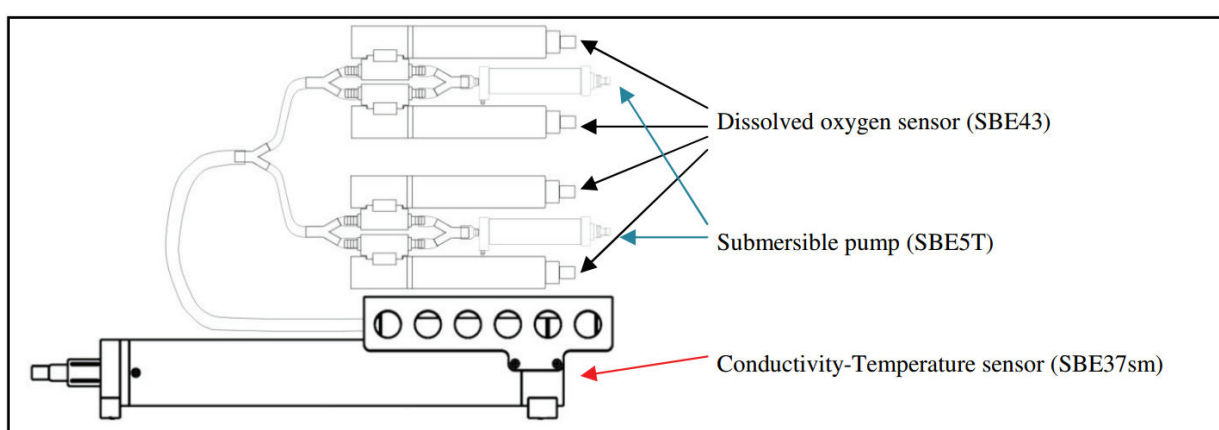 Dissolved oxygen sensor (SBE43)
Submersible pump (SBE5T)
Conductivity-Temperature sensor (SBE37sm)